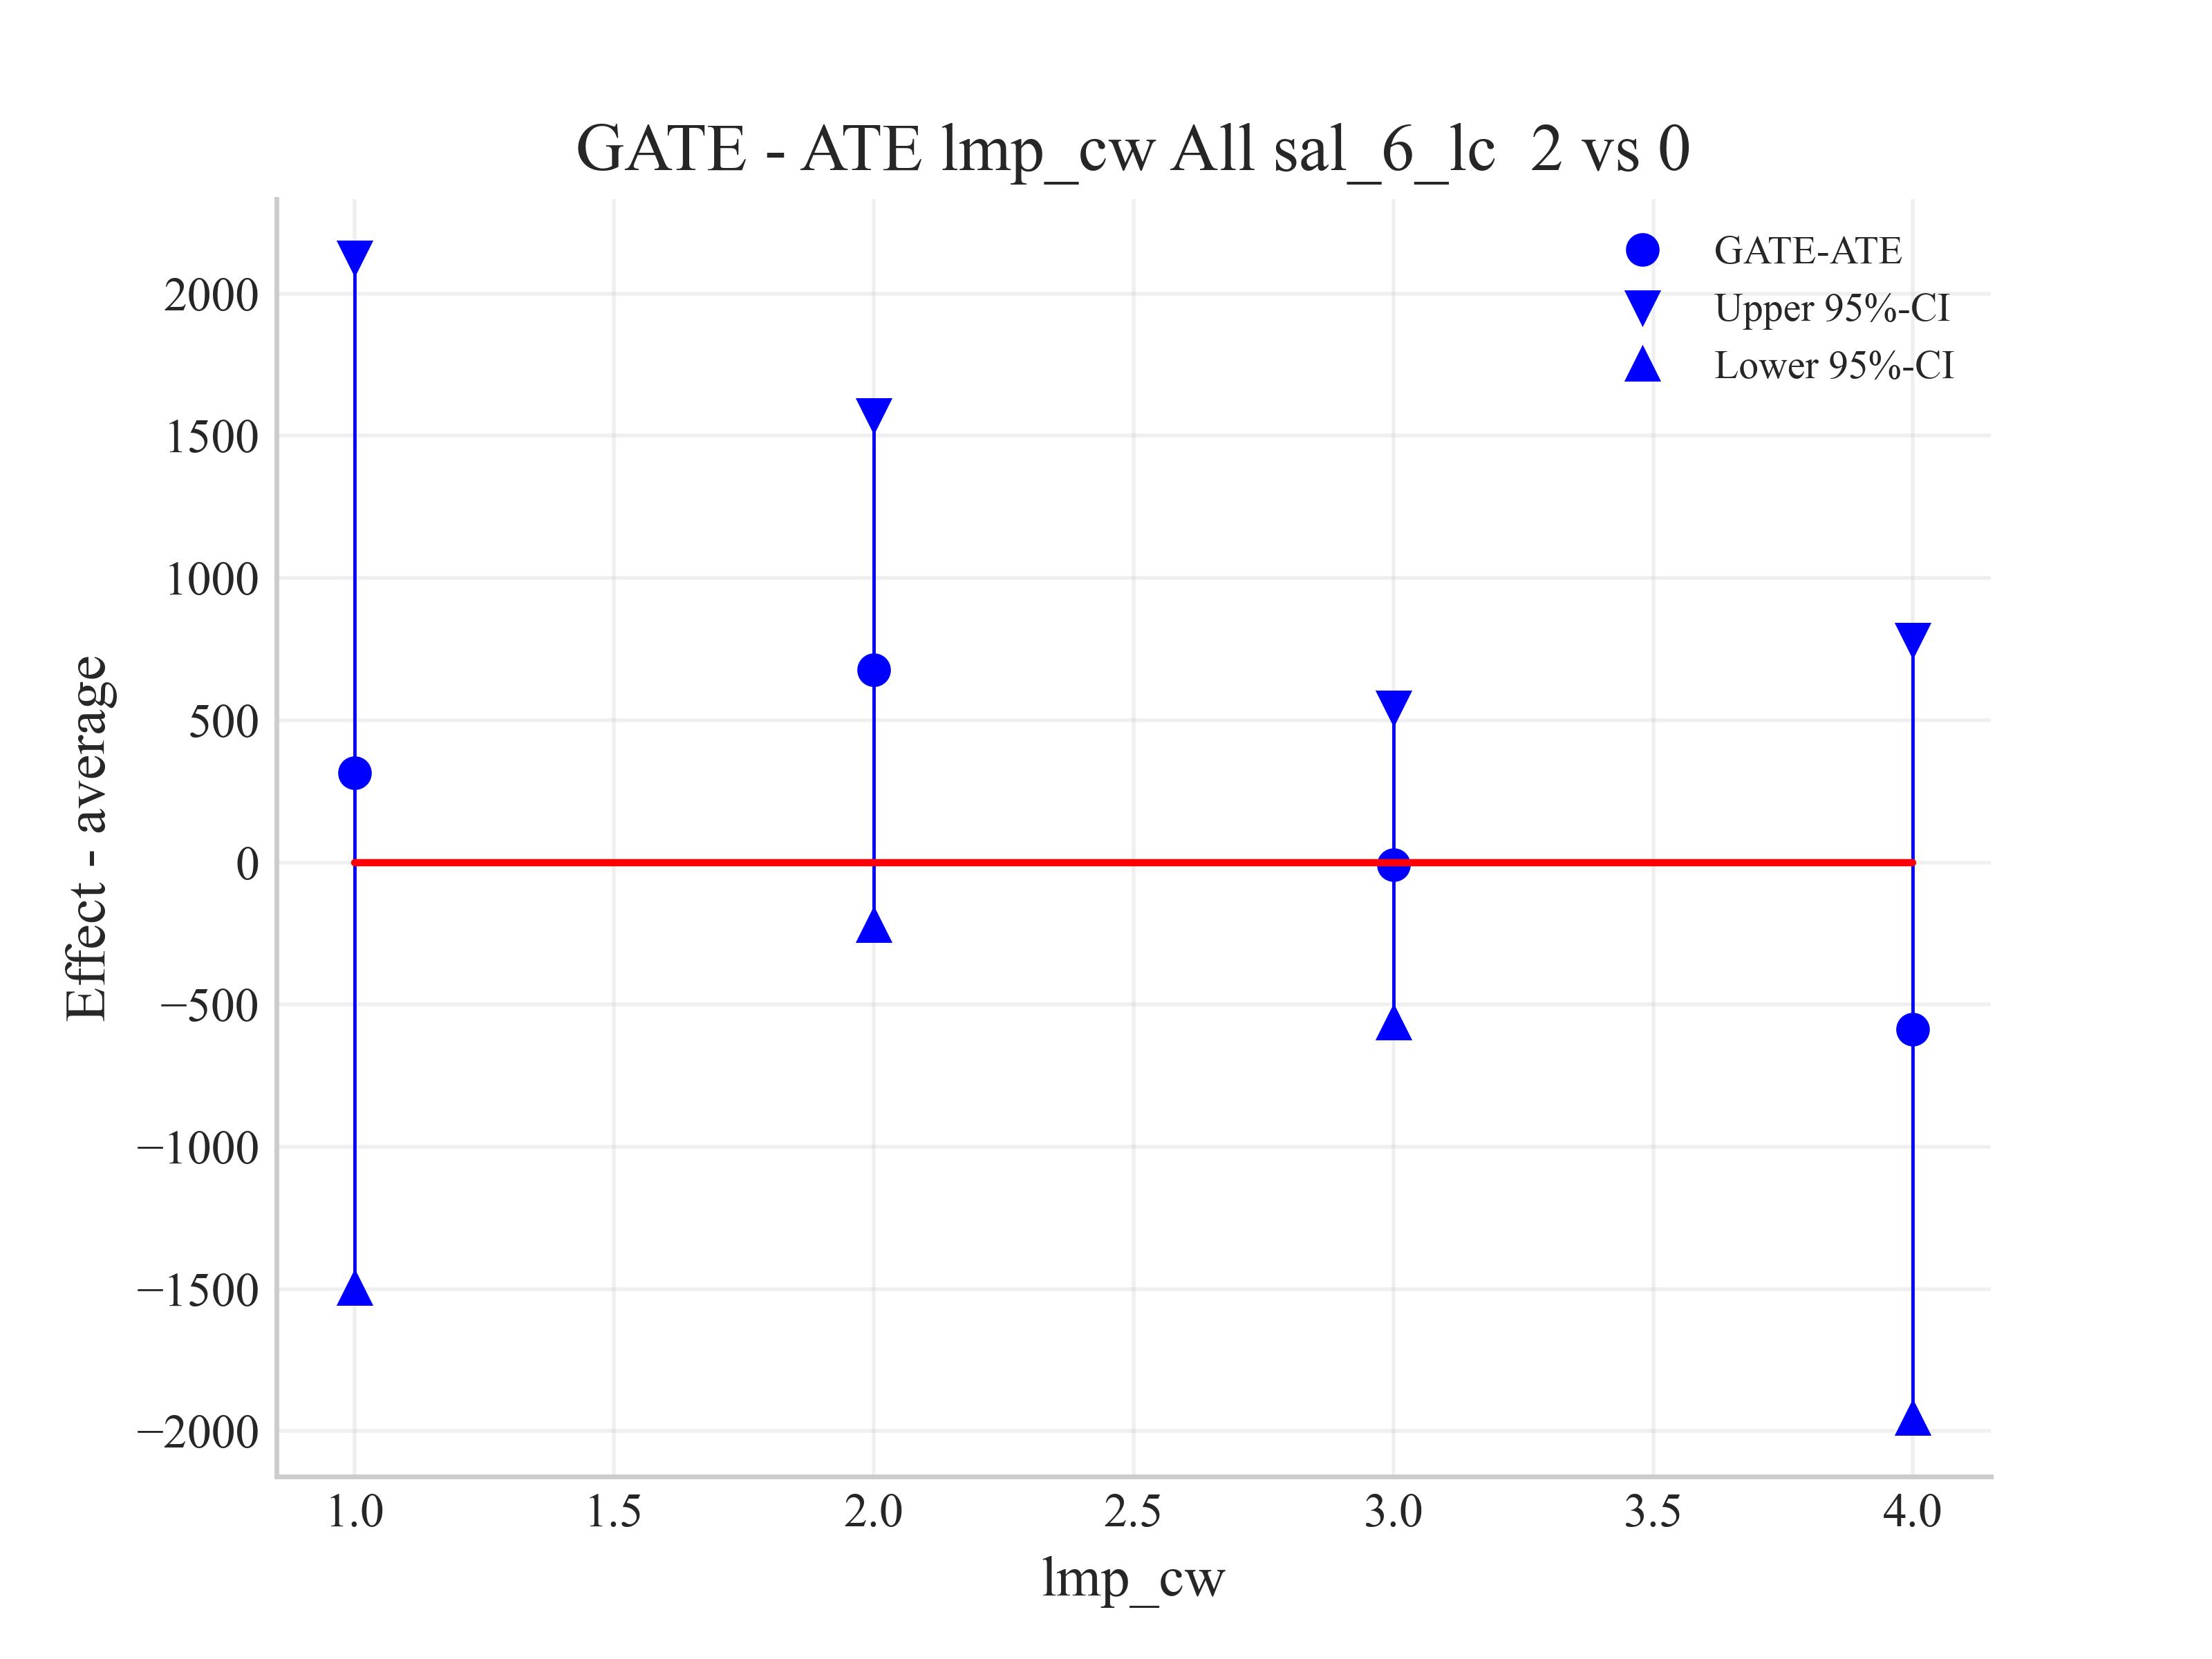 GATE - ATE lmp_cw All sal_6_lc  2 vs 0
GATE-ATE
Upper 95%-CI
Lower 95%-CI
Effect - average
2000
1500
1000
500
0
−500
−1000
−1500
−2000
1.0 1.5 2.0 2.5 3.0 3.5 4.0
lmp_cw